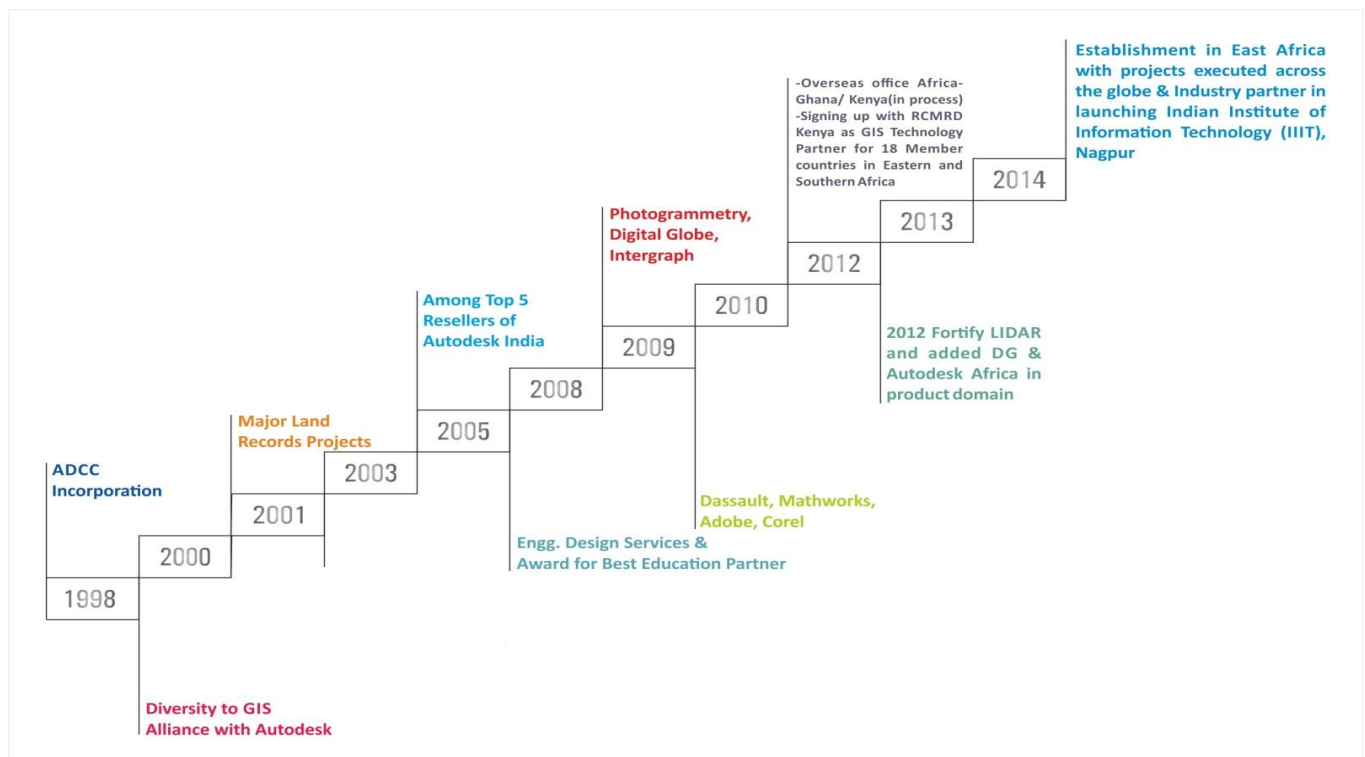 Establishment in East Africa
with projects executed across
the globe & Industry partner in
launching Indian Institute of
Information Technology (IIIT),
Nagpur
-Overseas office Africa-
Ghana/ Kenya(in process)
-Signing up with RCMRD
Kenya as GIS Technology
Partner for 18 Member
countries in Eastern and
Southern Africa
2014
2013
Photogrammetry,
Digital Globe,
Intergraph
2012
2010
Among Top 5
Resellers of
Autodesk India
2012 Fortify LIDAR
and added DG &
Autodesk Africa in
product domain
2009
2008
Major Land
Records Projects
2005
2003
ADCC
Incorporation
2001
Dassault, Mathworks,
Adobe, Corel
2000
Engg. Design Services &
Award for Best Education Partner
1998
Diversity to GIS
Alliance with Autodesk